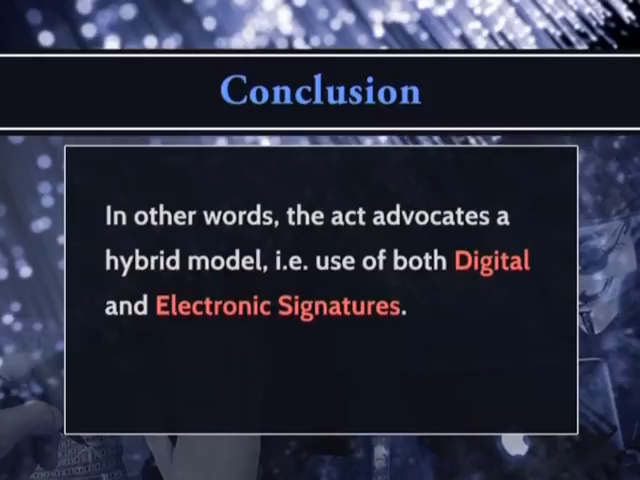 Conclusion
In other words, the act advocates a
hybrid model, i.e. use of both Digital
and Electronic Signatures.